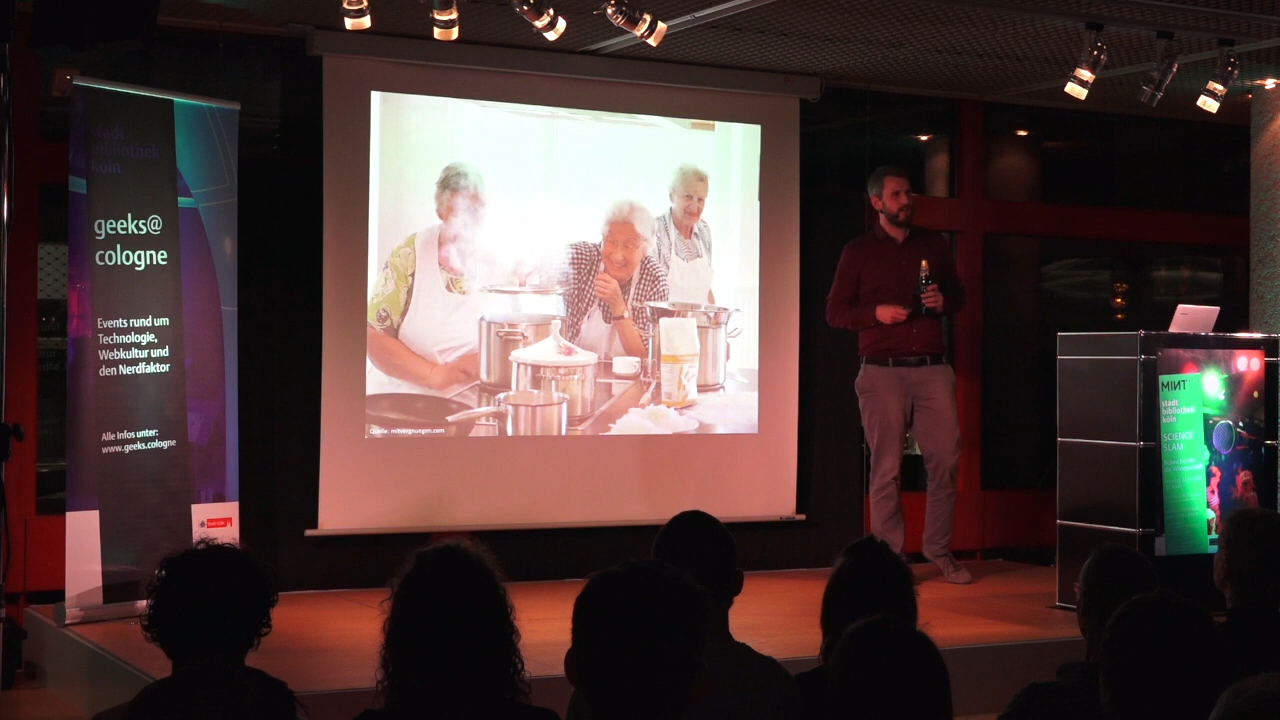 stadt
bibliothek
köln
geeks@
cologne
Events rund um
Technologie,
Webkultur und
den Nerdfaktor
Alle Infos unter:
www.geeks.cologne
Quelle: mitvergnuegen.com
MINT
stadt
bibliothek
köln
SCIENCE
SLAM